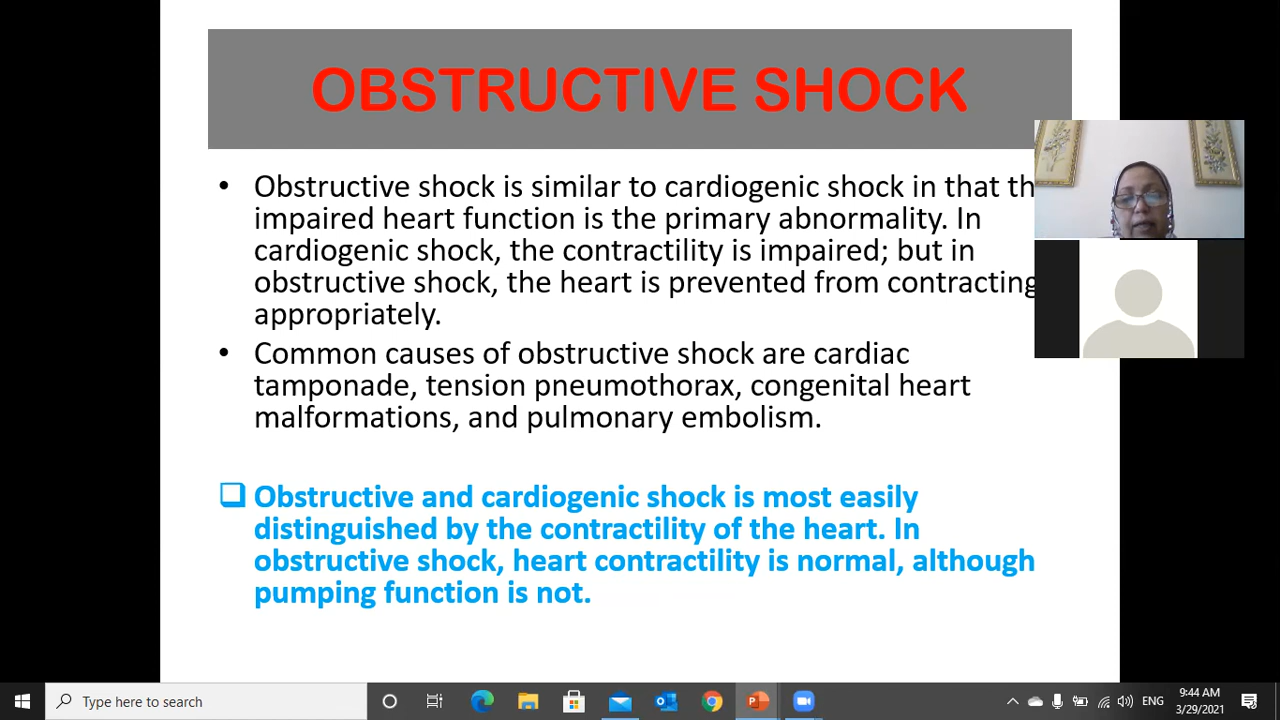 OBSTRUCTIVE SHOCK
• Obstructive shock is similar to cardiogenic shock in that th
impaired heart function is the primary abnormality. In
cardiogenic shock, the contractility is impaired; but in
obstructive shock, the heart is prevented from contracting
appropriately.
• Common causes of obstructive shock are cardiac
tamponade, tension pneumothorax, congenital heart
malformations, and pulmonary embolism.
❑ Obstructive and cardiogenic shock is most easily
distinguished by the contractility of the heart. In
obstructive shock, heart contractility is normal, although
pumping function is not.
Type here to search
ENG
9:44 AM
3/29/2021